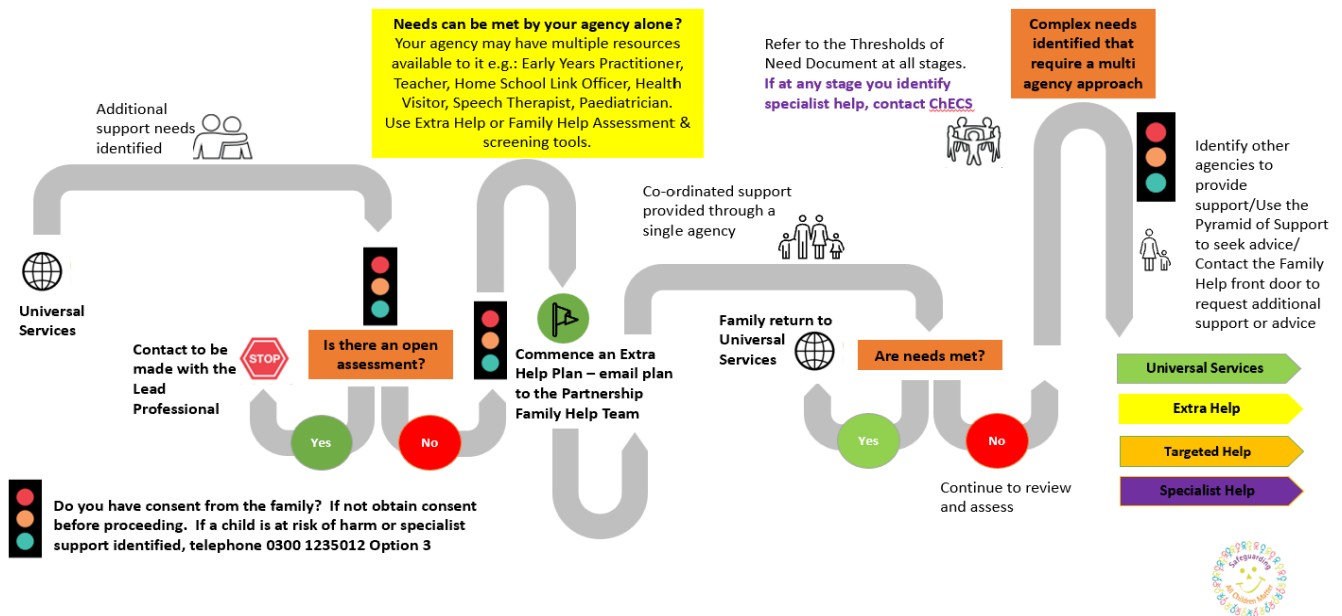 Needs can be met by your agency alone?
Your agency may have multiple resources
available to it e.g.: Early Years Practitioner,
Teacher, Home School Link Officer, Health
Visitor, Speech Therapist, Paediatrician.
Use Extra Help or Family Help Assessment &
screening tools.
Refer to the Thresholds of
Need Document at all stages.
If at any stage you identify
specialist help, contact ChECS
Complex needs
identified that
require a multi
agency approach
Additional
support needs
identified
Identify other
agencies to
provide
support/Use the
Pyramid of Support
to seek advice/
Contact the Family
Help front door to
request additional
support or advice
Co-ordinated support
provided through a
single agency
Universal
Services
Contact to be
made with the
Lead
Professional
STOP
Is there an open
assessment?
Yes
No
Commence an Extra
Help Plan – email plan
to the Partnership
Family Help Team
Family return to
Universal
Services
Are needs met?
Yes
No
Continue to review
and assess
Universal Services
Extra Help
Targeted Help
Specialist Help
Do you have consent from the family? If not obtain consent
before proceeding. If a child is at risk of harm or specialist
support identified, telephone 0300 1235012 Option 3
Safeguarding
All Children Matter